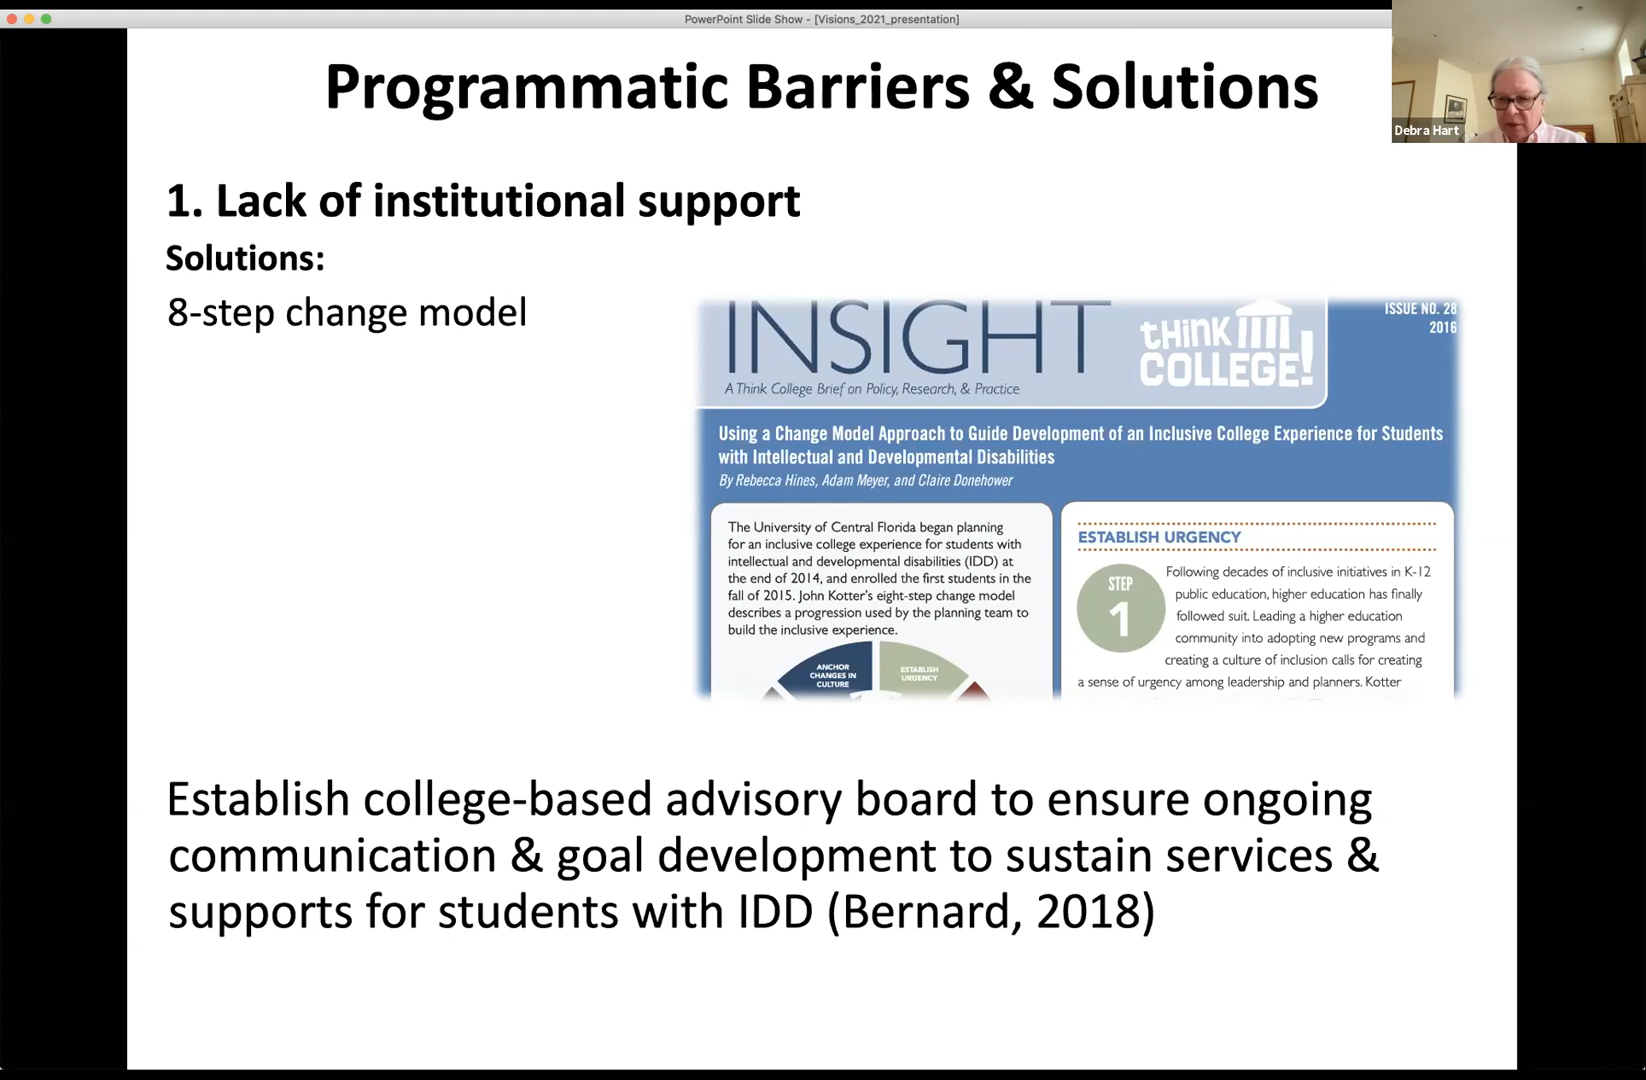 PowerPoint Slide Show - [Visions_2021_presentation]
Debra Hart
Programmatic Barriers & Solutions
1. Lack of institutional support
Solutions:
8-step change model
INSIGHT
A Think College Brief on Policy, Research, & Practice
tHiNK
COLLEGE!
ISSUE NO. 28
2016
Using a Change Model Approach to Guide Development of an Inclusive College Experience for Students
with Intellectual and Developmental Disabilities
By Rebecca Hines, Adam Meyer, and Claire Donehower
The University of Central Florida began planning
for an inclusive college experience for students with
intellectual and developmental disabilities (IDD) at
the end of 2014, and enrolled the first students in the
fall of 2015. John Kotter's eight-step change model
describes a progression used by the planning team to
build the inclusive experience.
ANCHOR
CHANGES IN
CULTURE
ESTABLISH
URGENCY
ESTABLISH URGENCY
STEP
1
Following decades of inclusive initiatives in K-12
public education, higher education has finally
followed suit. Leading a higher education
community into adopting new programs and
creating a culture of inclusion calls for creating
a sense of urgency among leadership and planners. Kotter
Establish college-based advisory board to ensure ongoing
communication & goal development to sustain services &
supports for students with IDD (Bernard, 2018)